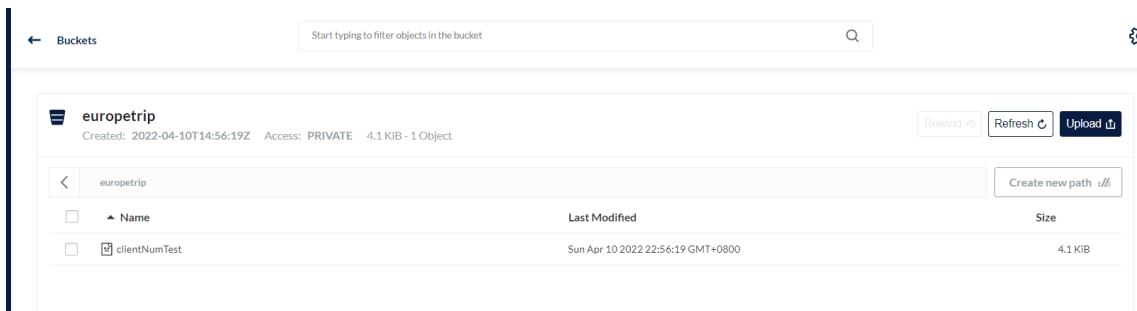 Buckets
Start typing to filter objects in the bucket
europetrip
Created: 2022-04-10T14:56:19Z Access: PRIVATE 4.1 KiB - 1 Object
Rewind Refresh Upload
europetrip
Create new path
Name Last Modified Size
clientNumTest Sun Apr 10 2022 22:56:19 GMT+0800 4.1 KiB